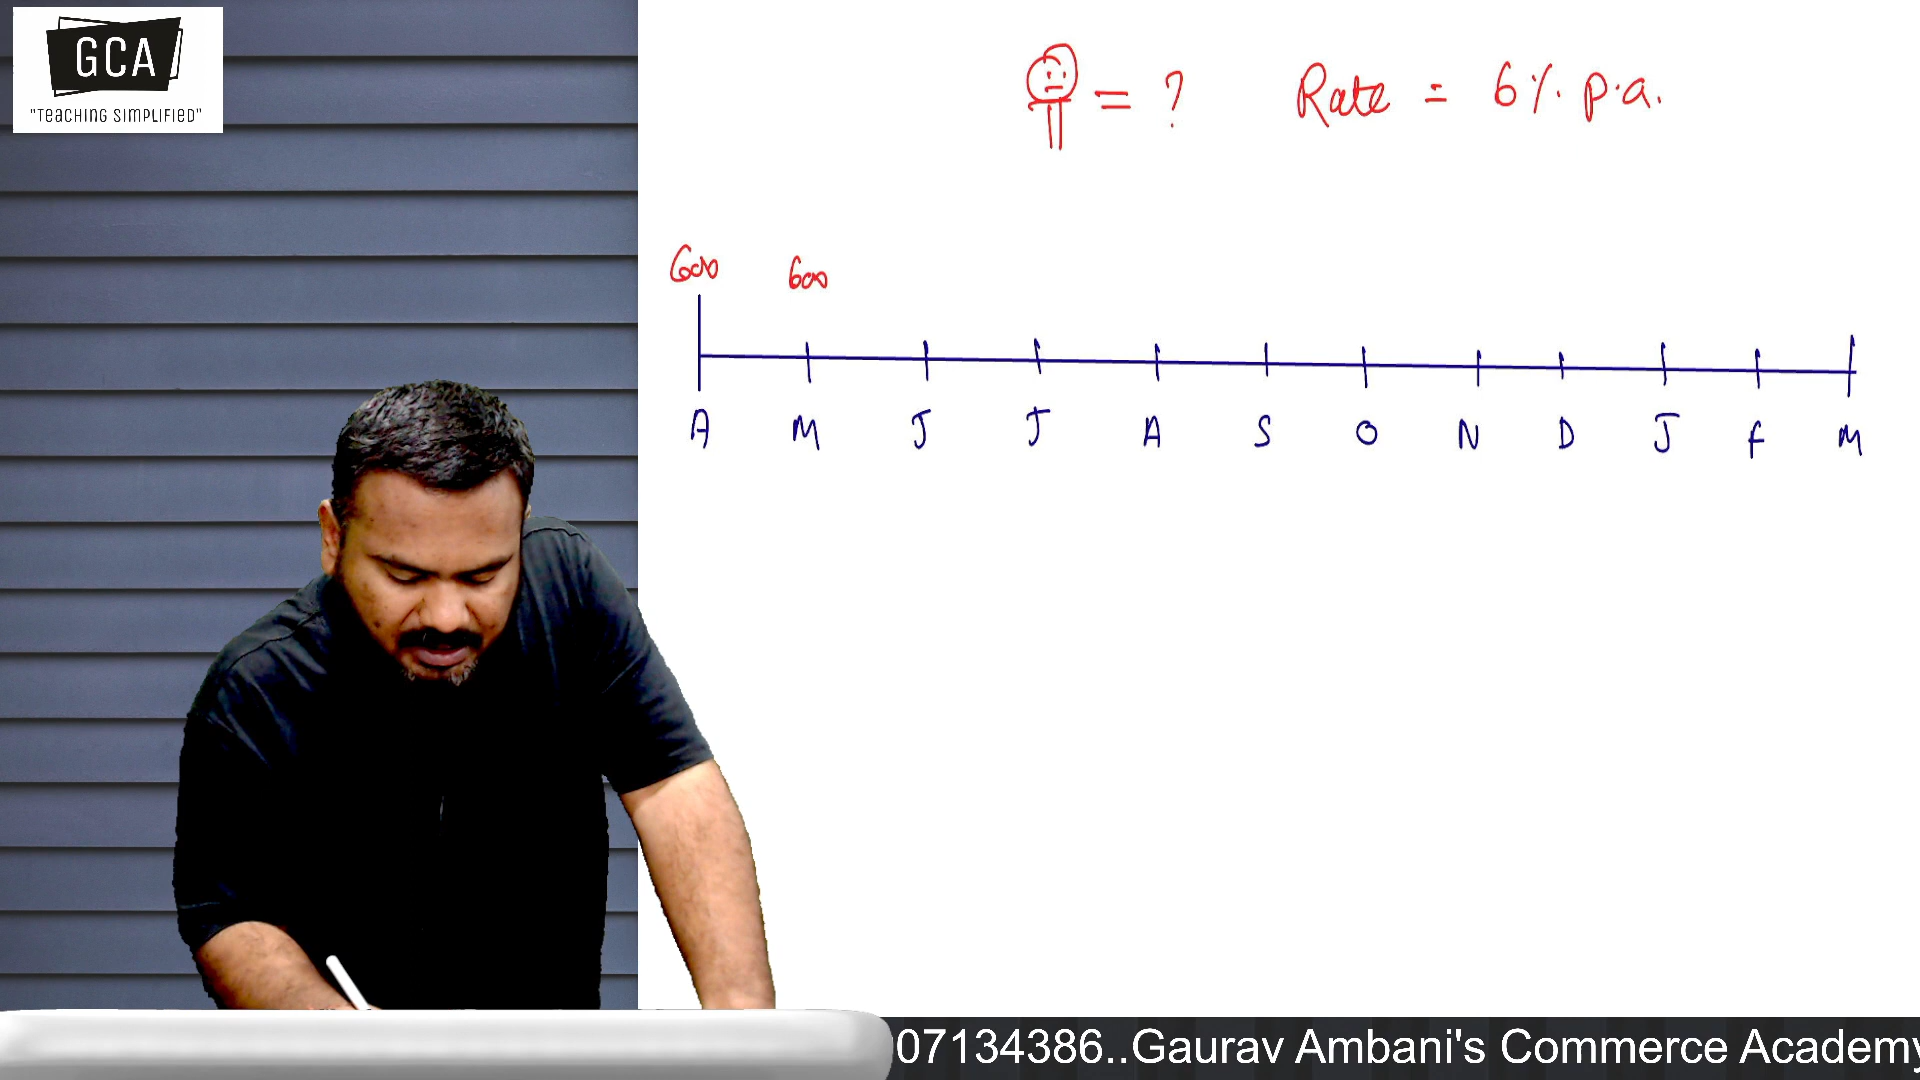 GCA
"TEACHING SIMPLIFIED"
= ? Rate = 6% p.a.
600 600
A M J J A S O N D J F M
07134386..Gaurav Ambani's Commerce Academy